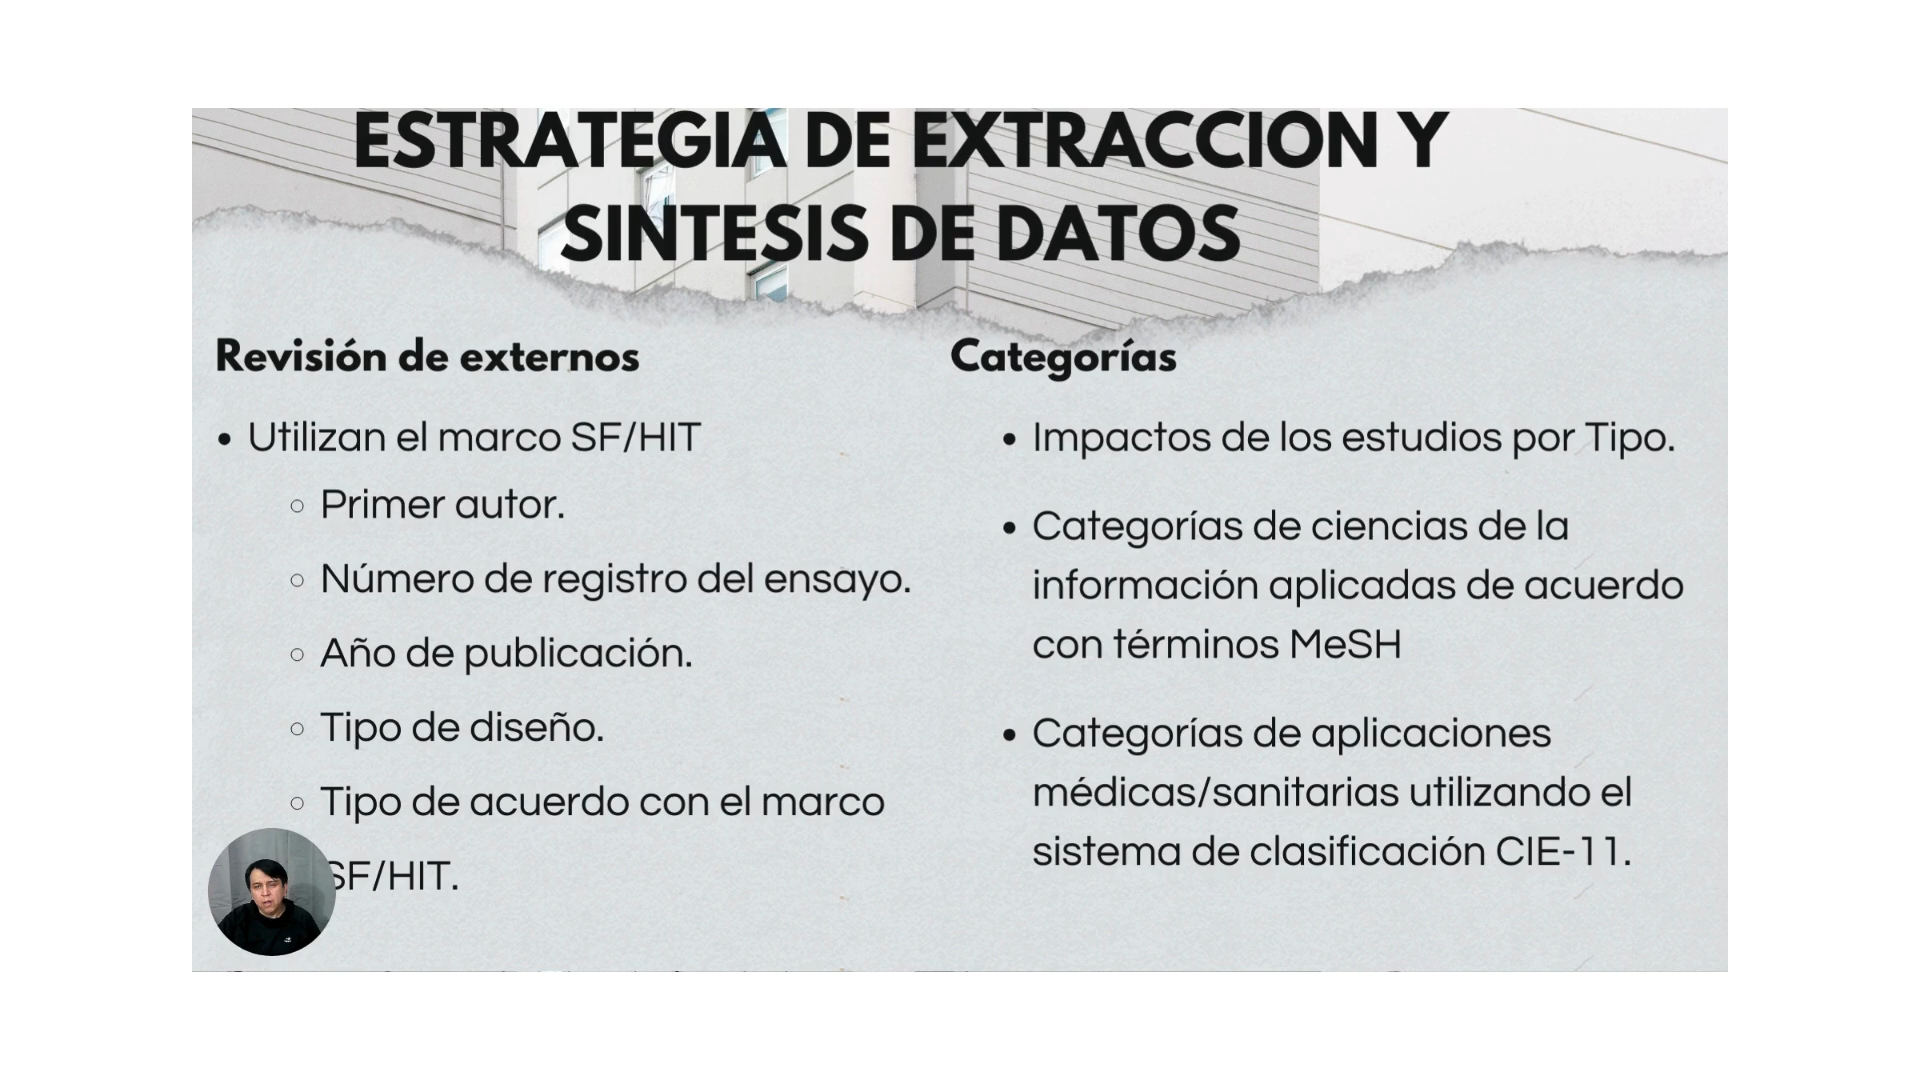 ESTRATEGIA DE EXTRACCION Y
SINTESIS DE DATOS
Revisión de externos
• Utilizan el marco SF/HIT
○ Primer autor.
○ Número de registro del ensayo.
○ Año de publicación.
○ Tipo de diseño.
○ Tipo de acuerdo con el marco
SF/HIT.
Categorías
• Impactos de los estudios por Tipo.
• Categorías de ciencias de la
información aplicadas de acuerdo
con términos MeSH
• Categorías de aplicaciones
médicas/sanitarias utilizando el
sistema de clasificación CIE-11.